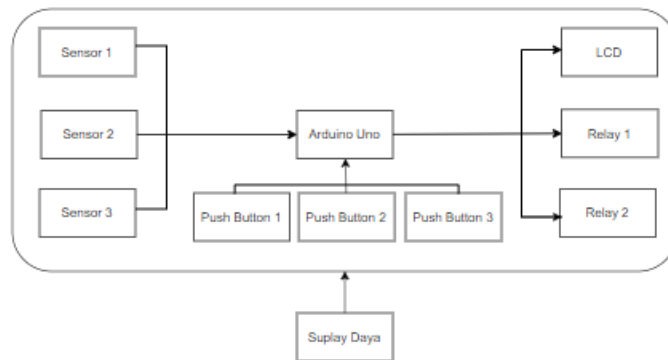 Sensor 1
LCD
Sensor 2
Arduino Uno
Relay 1
Sensor 3
Push Button 1
Push Button 2
Push Button 3
Relay 2
Suplay Daya